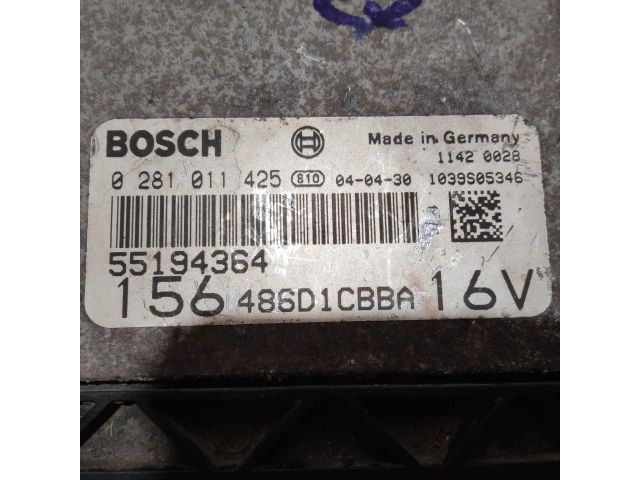 BOSCH Made in Germany
1142 0028
0 281 011 425 810 04-04-30 1039S05346
55194364
156 486D1CBBA 16V